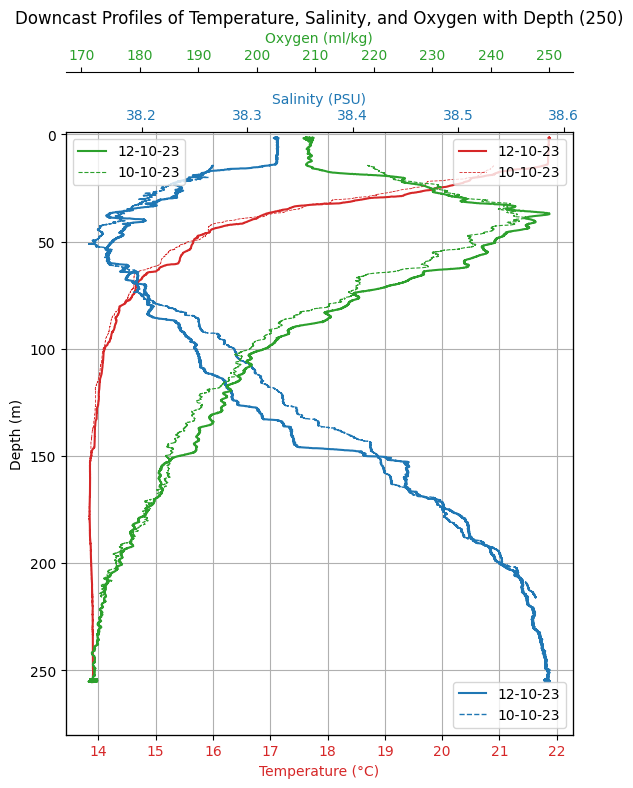 Downcast Profiles of Temperature, Salinity, and Oxygen with Depth (250)
Oxygen (ml/kg)
170 180 190 200 210 220 230 240 250
Salinity (PSU)
38.2 38.3 38.4 38.5 38.6
12-10-23
10-10-23
12-10-23
10-10-23
0
50
100
150
200
250
Depth (m)
12-10-23
10-10-23
14 15 16 17 18 19 20 21 22
Temperature (°C)